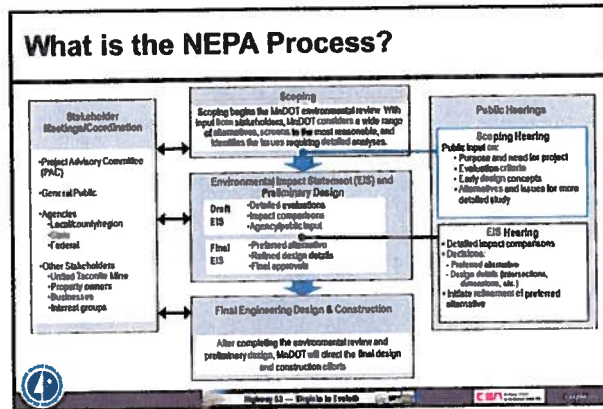 What is the NEPA Process?
Stakeholder
Meetings/Coordination
•Project Advisory Committee
(PAC)
•General Public
•Agencies
•Local/county/region
•State
•Federal
•Other Stakeholders
•United Taconite Mine
•Property owners
•Businesses
•Interest groups
Scoping
Scoping begins the MnDOT environmental review. With
input from stakeholders, MnDOT considers a wide range
of alternatives, screens to the most reasonable, and
identifies the issues requiring detailed analyses.
Environmental Impact Statement (EIS) and
Preliminary Design
Draft
EIS
•Detailed evaluations
•Impact comparisons
•Agency/public input
Final
EIS
•Preferred alternative
•Refined design details
•Final approvals
Final Engineering Design & Construction
After completing the environmental review and
preliminary design, MnDOT will direct the final design
and construction efforts
Public Hearings
Scoping Hearing
Public input on:
• Purpose and need for project
• Evaluation criteria
• Early design concepts
• Alternatives and issues for more
detailed study
EIS Hearing
• Detailed impact comparisons
• Decisions:
- Preferred alternative
- Design details (intersections,
dimensions, etc.)
• Initiate refinement of preferred
alternative
Highway 53 — Virginia to Eveleth